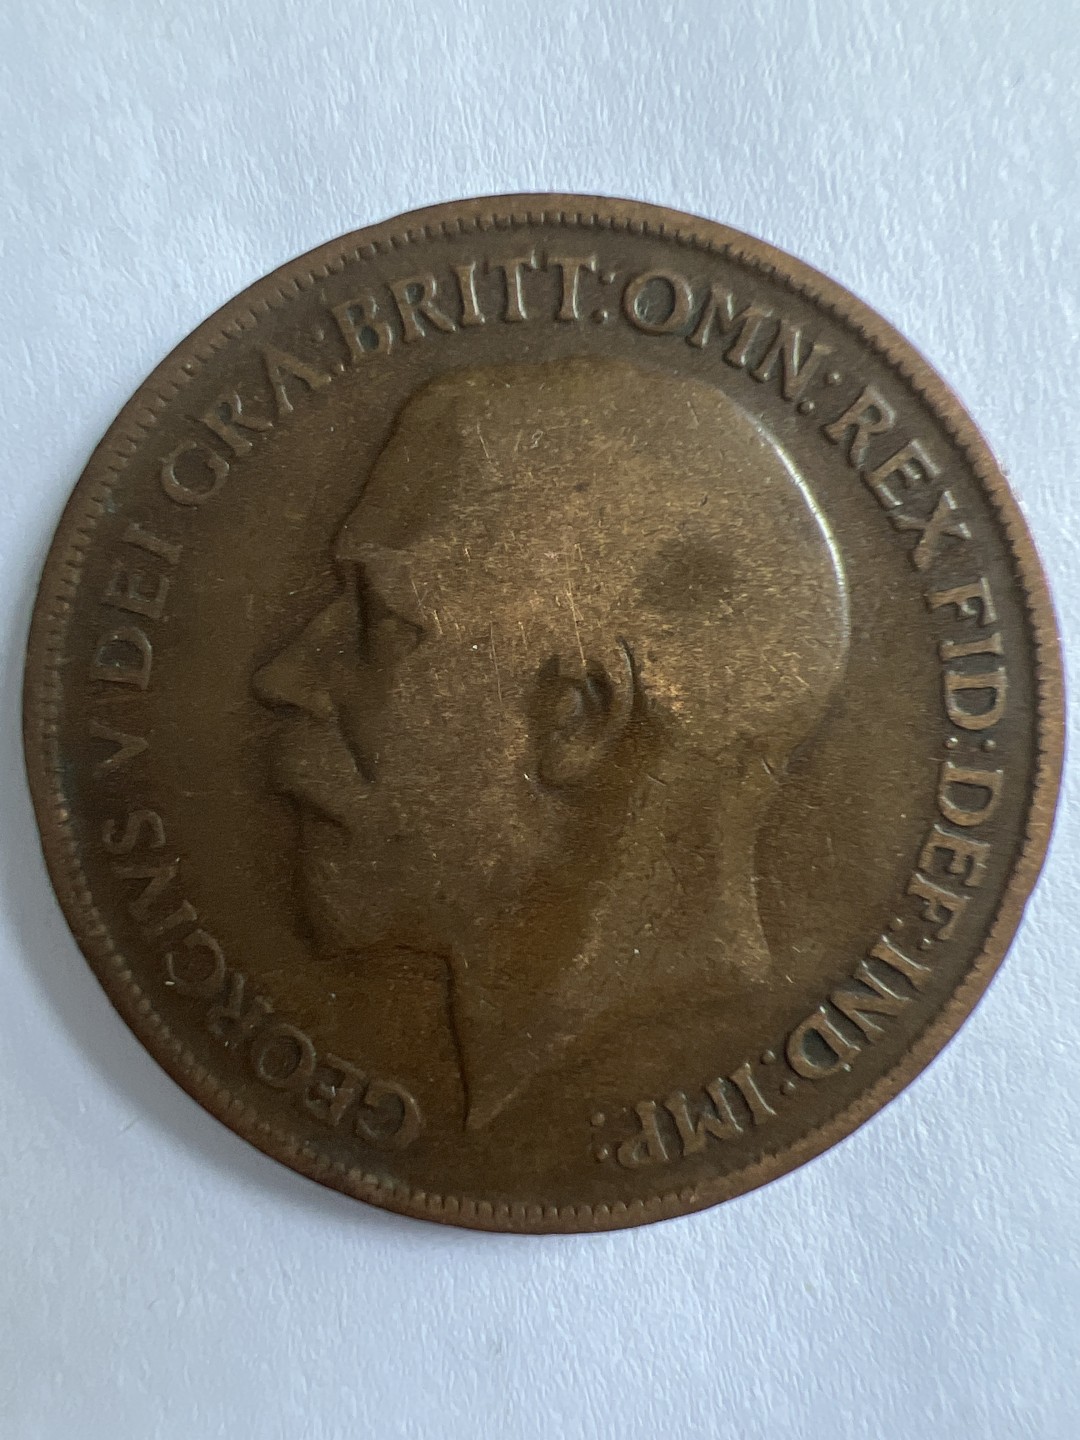 GEORGIVS V DEI GRA: BRITT: OMN: REX FID: DEF: IND: IMP: